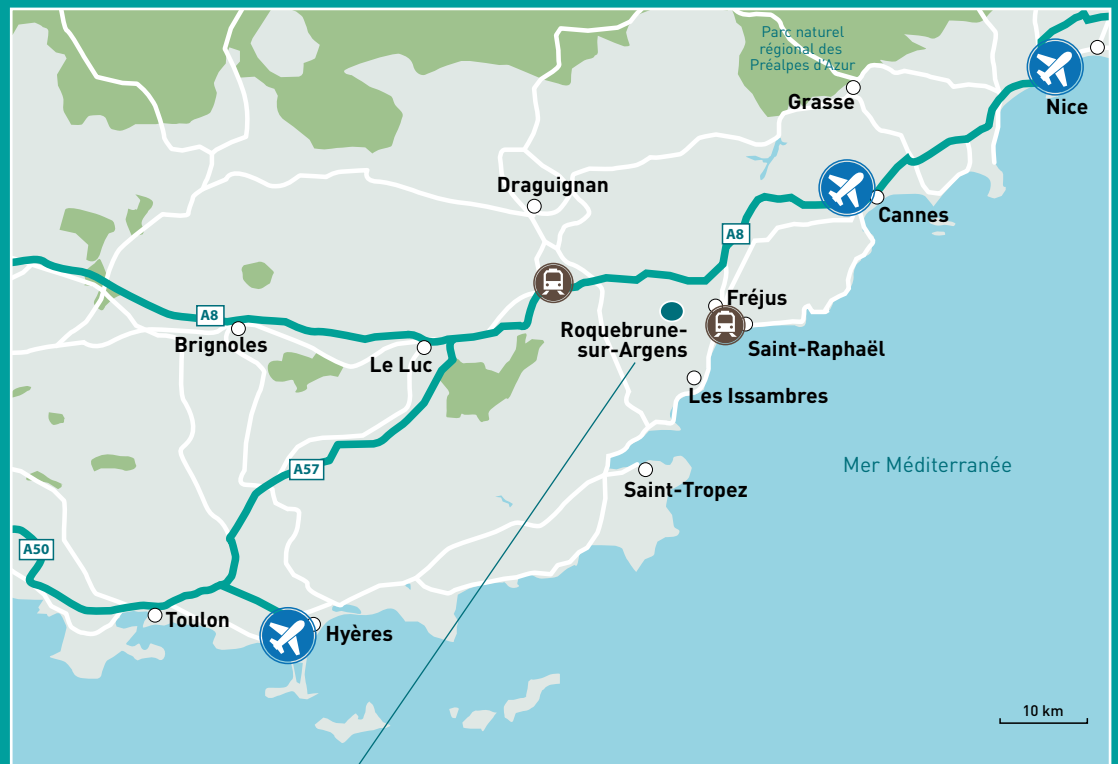 Parc naturel
régional des
Préalpes d'Azur
Grasse
Nice
Draguignan
Cannes
A8
Fréjus
A8
Roquebrune-
sur-Argens
Brignoles
Saint-Raphaël
Le Luc
Les Issambres
Mer Méditerranée
A57
Saint-Tropez
A50
Toulon
Hyères
10 km